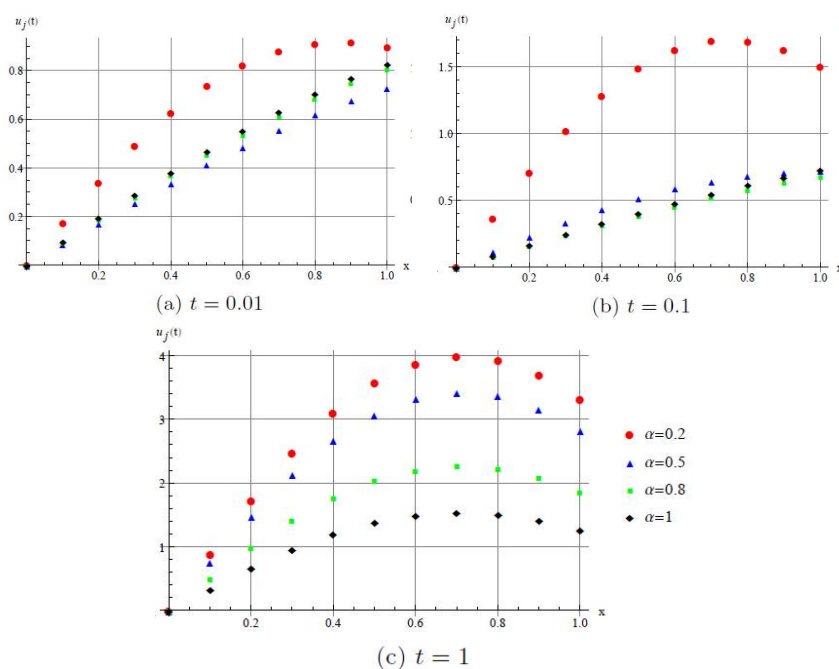 u_j(t)
0.8
0.6
0.4
0.2
0.2 0.4 0.6 0.8 1.0 x
(a) t = 0.01
u_j(t)
1.5
1.0
0.5
0.2 0.4 0.6 0.8 1.0
(b) t = 0.1
u_j(t)
4
3
2
1
0.2 0.4 0.6 0.8 1.0 x
(c) t = 1
α=0.2
α=0.5
α=0.8
α=1